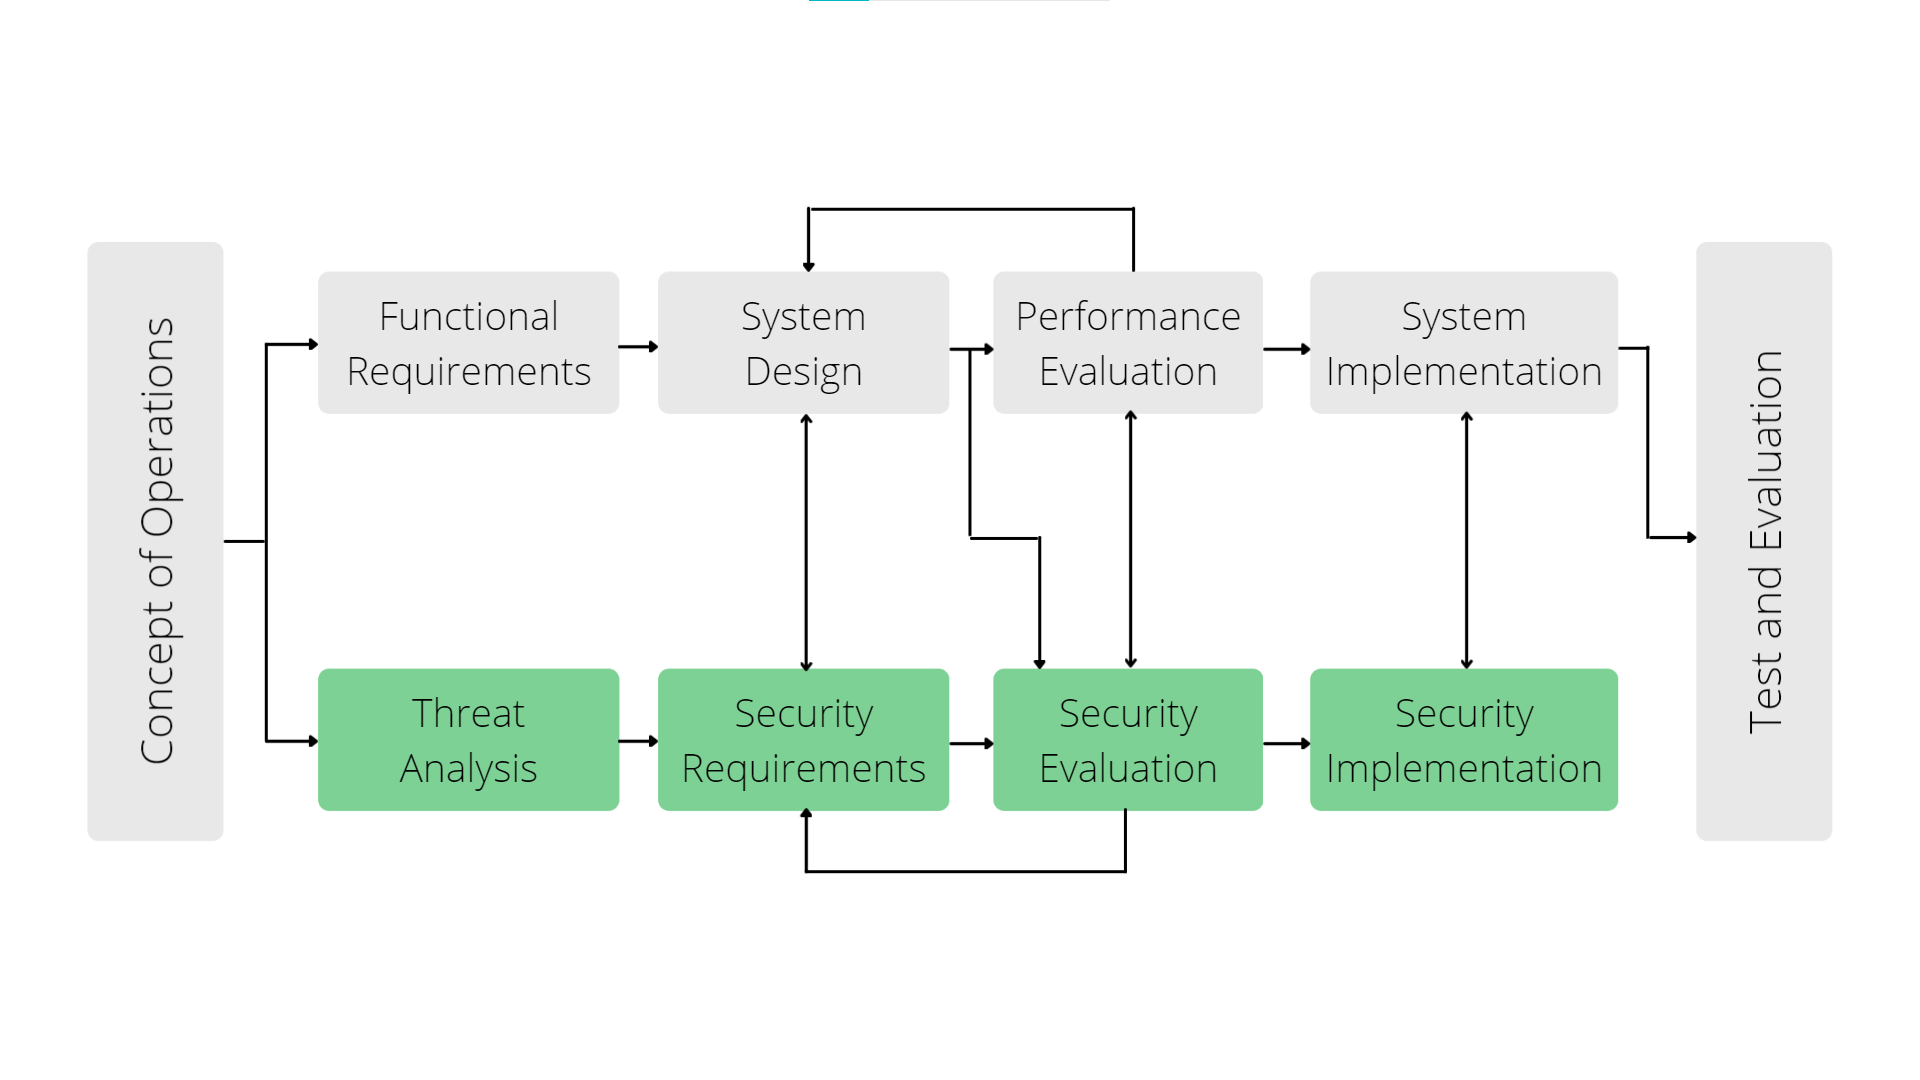 Concept of Operations
Functional
Requirements
System
Design
Performance
Evaluation
System
Implementation
Threat
Analysis
Security
Requirements
Security
Evaluation
Security
Implementation
Test and Evaluation